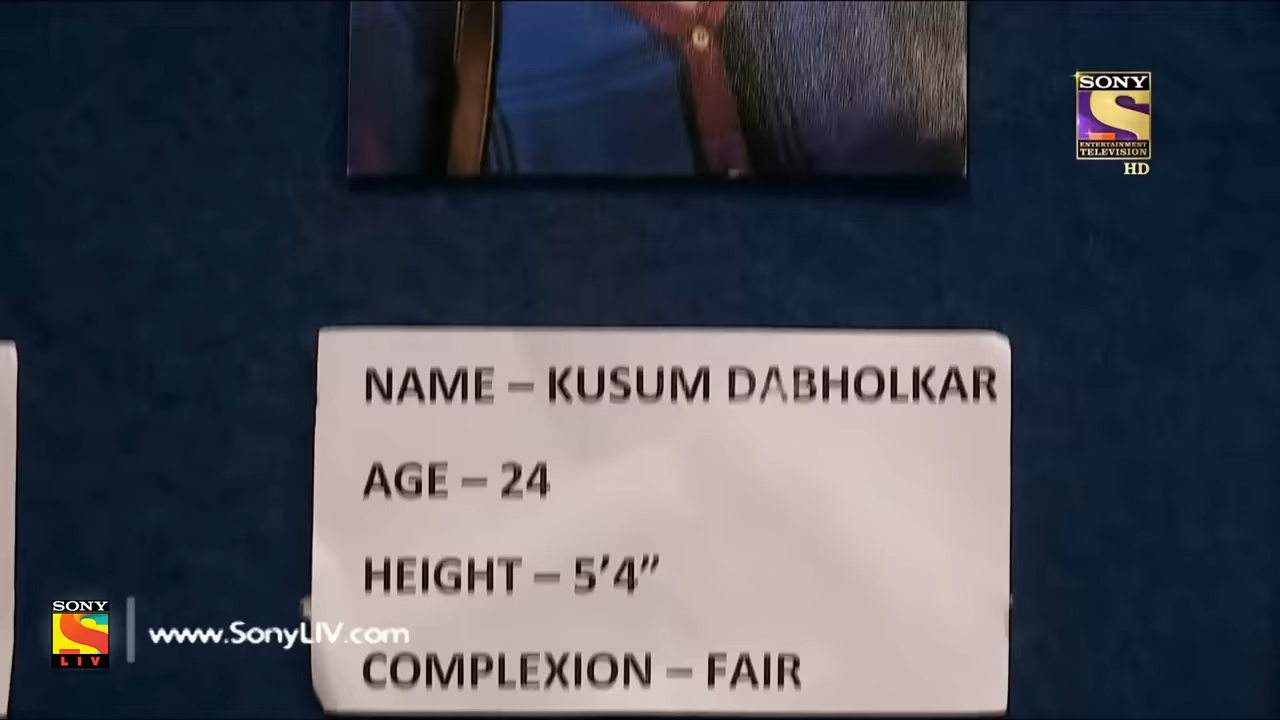 SONY
ENTERTAINMENT
TELEVISION
HD
NAME – KUSUM DABHOLKAR
AGE – 24
HEIGHT – 5’4”
COMPLEXION – FAIR
SONY
LIV
www.SonyLIV.com